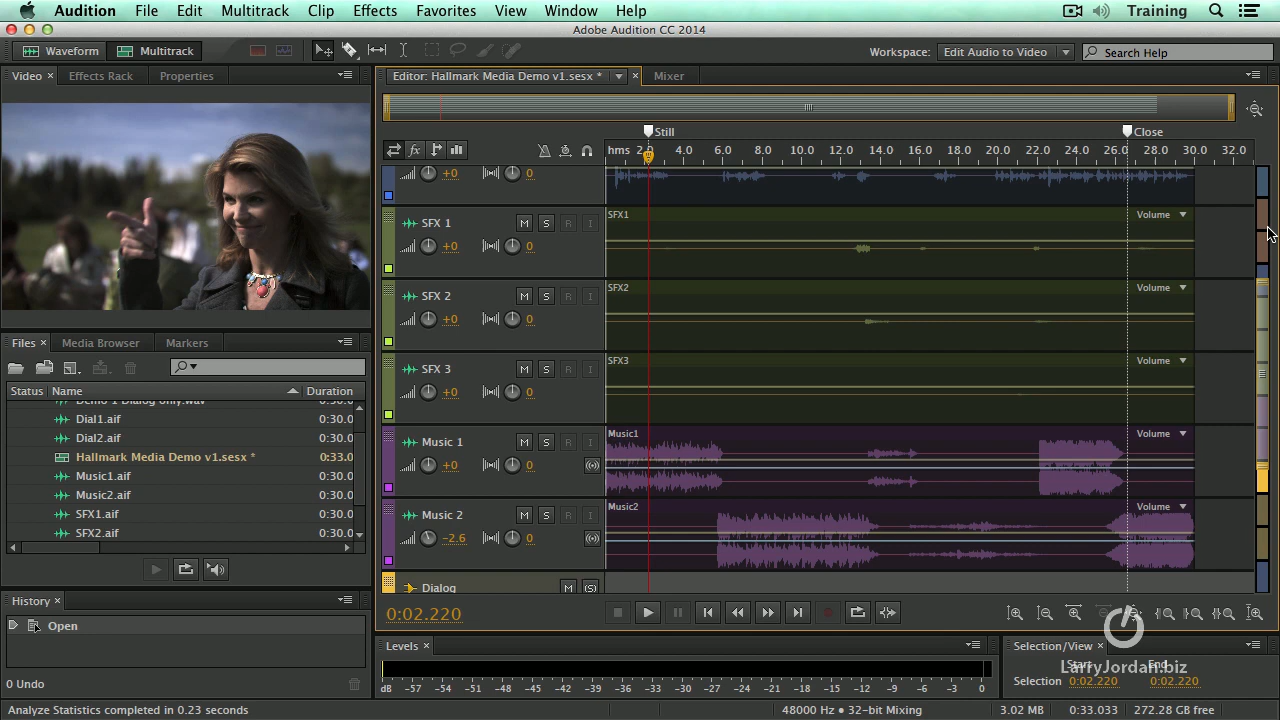 Audition File Edit Multitrack Clip Effects Favorites View Window Help Training
Adobe Audition CC 2014
Waveform Multitrack Workspace: Edit Audio to Video Search Help
Video × Effects Rack Properties
Editor: Hallmark Media Demo v1.sesx * × Mixer
Still Close
hms 2.0 4.0 6.0 8.0 10.0 12.0 14.0 16.0 18.0 20.0 22.0 24.0 26.0 28.0 30.0 32.0
fx
+0 0
SFX 1 M S R I SFX1 Volume
+0 0
SFX 2 M S R I SFX2 Volume
+0 0
SFX 3 M S R I SFX3 Volume
+0 0
Music 1 M S R I Music1 Volume
+0 0
Music 2 M S R I Music2 Volume
-2.6 0
Dialog M S
0:02.220
Files × Media Browser Markers
Status Name Duration
Demo 1 Dialog only.wav 0:30.0
Dial1.aif 0:30.0
Dial2.aif 0:30.0
Hallmark Media Demo v1.sesx * 0:33.0
Music1.aif 0:30.0
Music2.aif 0:30.0
SFX1.aif 0:30.0
SFX2.aif 0:30.0
History ×
Open
0 Undo
Levels ×
dB -57 -54 -51 -48 -45 -42 -39 -36 -33 -30 -27 -24 -21 -18 -15 -12 -9 -6 -3 0
Selection/View ×
Start End
LarryJordan.biz
Selection 0:02.220 0:02.220
Analyze Statistics completed in 0.23 seconds 48000 Hz • 32-bit Mixing 3.02 MB 0:33.033 272.28 GB free